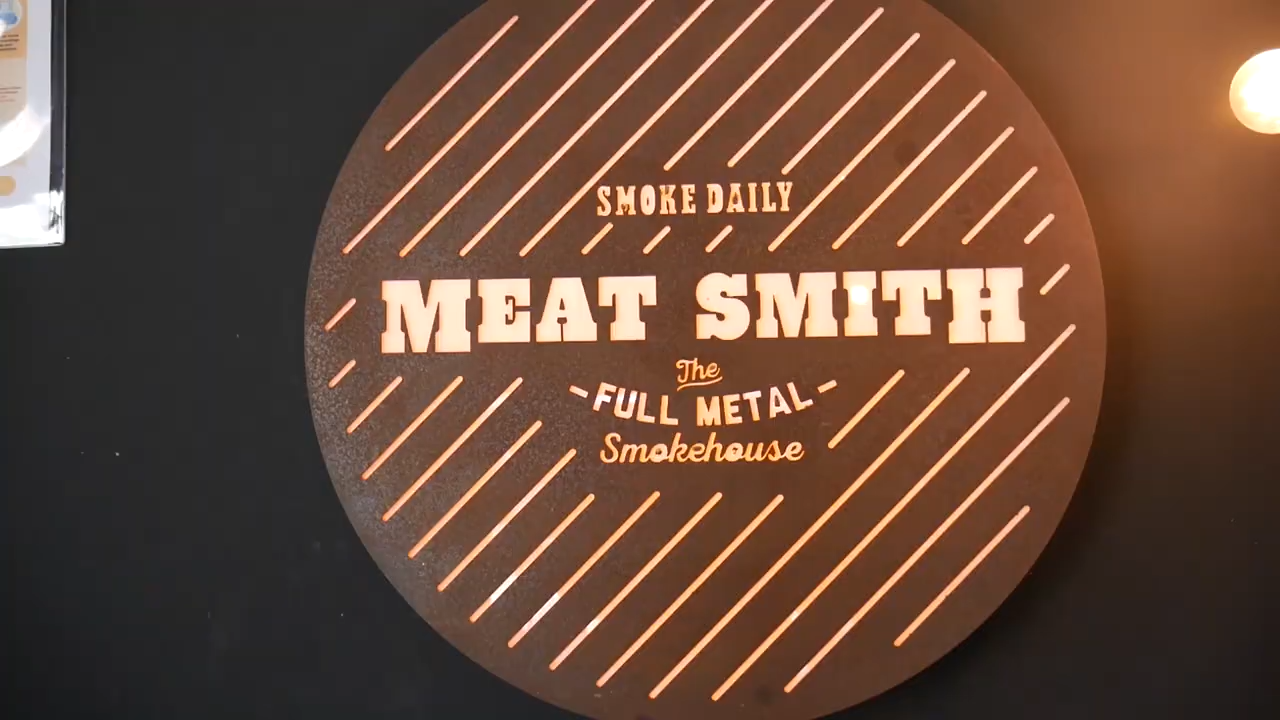 SMOKE DAILY
MEAT SMITH
The
-FULL METAL-
Smokehouse